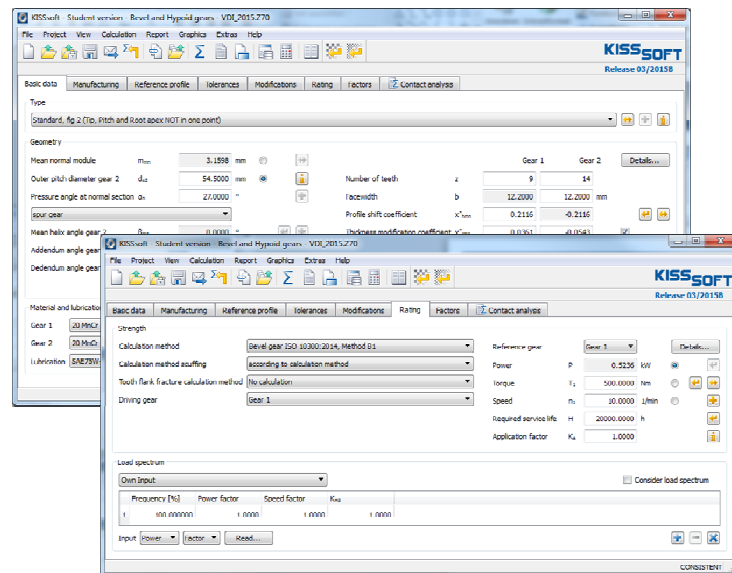 KISSsoft - Student version - Bevel and Hypoid gears - VDI_2015.Z70
File Project View Calculation Report Graphics Extras Help
KISSSOFT
Release 03/2015B
Basic data Manufacturing Reference profile Tolerances Modifications Rating Factors Contact analysis
Type
Standard, fig 2 (Tip, Pitch and Root apex NOT in one point)
Geometry
Mean normal module mmn 3.1598 mm
Gear 1 Gear 2 Details...
Outer pitch diameter gear 2 de2 54.5000 mm Number of teeth z 9 14
Pressure angle at normal section αn 27.0000 ° Facewidth b 12.2000 12.2000 mm
spur gear Profile shift coefficient x*hmn 0.2116 -0.2116
Mean helix angle gear 2 βm2 0.0000 ° Thickness modification coefficient 0.0361 -0.0543
Addendum angle gear
Dedendum angle gear
Material and lubrication
Gear 1 20 MnCr
Gear 2 20 MnCr
Lubrication SAE75W-
KISSsoft - Student version - Bevel and Hypoid gears - VDI_2015.Z70
File Project View Calculation Report Graphics Extras Help
KISSSOFT
Release 03/2015B
Basic data Manufacturing Reference profile Tolerances Modifications Rating Factors Contact analysis
Strength
Calculation method Bevel gear ISO 10300:2014, Method B1 Reference gear Gear 1 Details...
Calculation method scuffing according to calculation method Power P 0.5236 kW
Tooth flank fracture calculation method No calculation Torque T1 500.0000 Nm
Driving gear Gear 1 Speed n1 10.0000 1/min
Required service life H 20000.0000 h
Application factor KA 1.0000
Load spectrum
Own Input Consider load spectrum
Frequency [%] Power factor Speed factor KHβ
1 100.000000 1.0000 1.0000 1.0000
Input Power Factor Read...
CONSISTENT